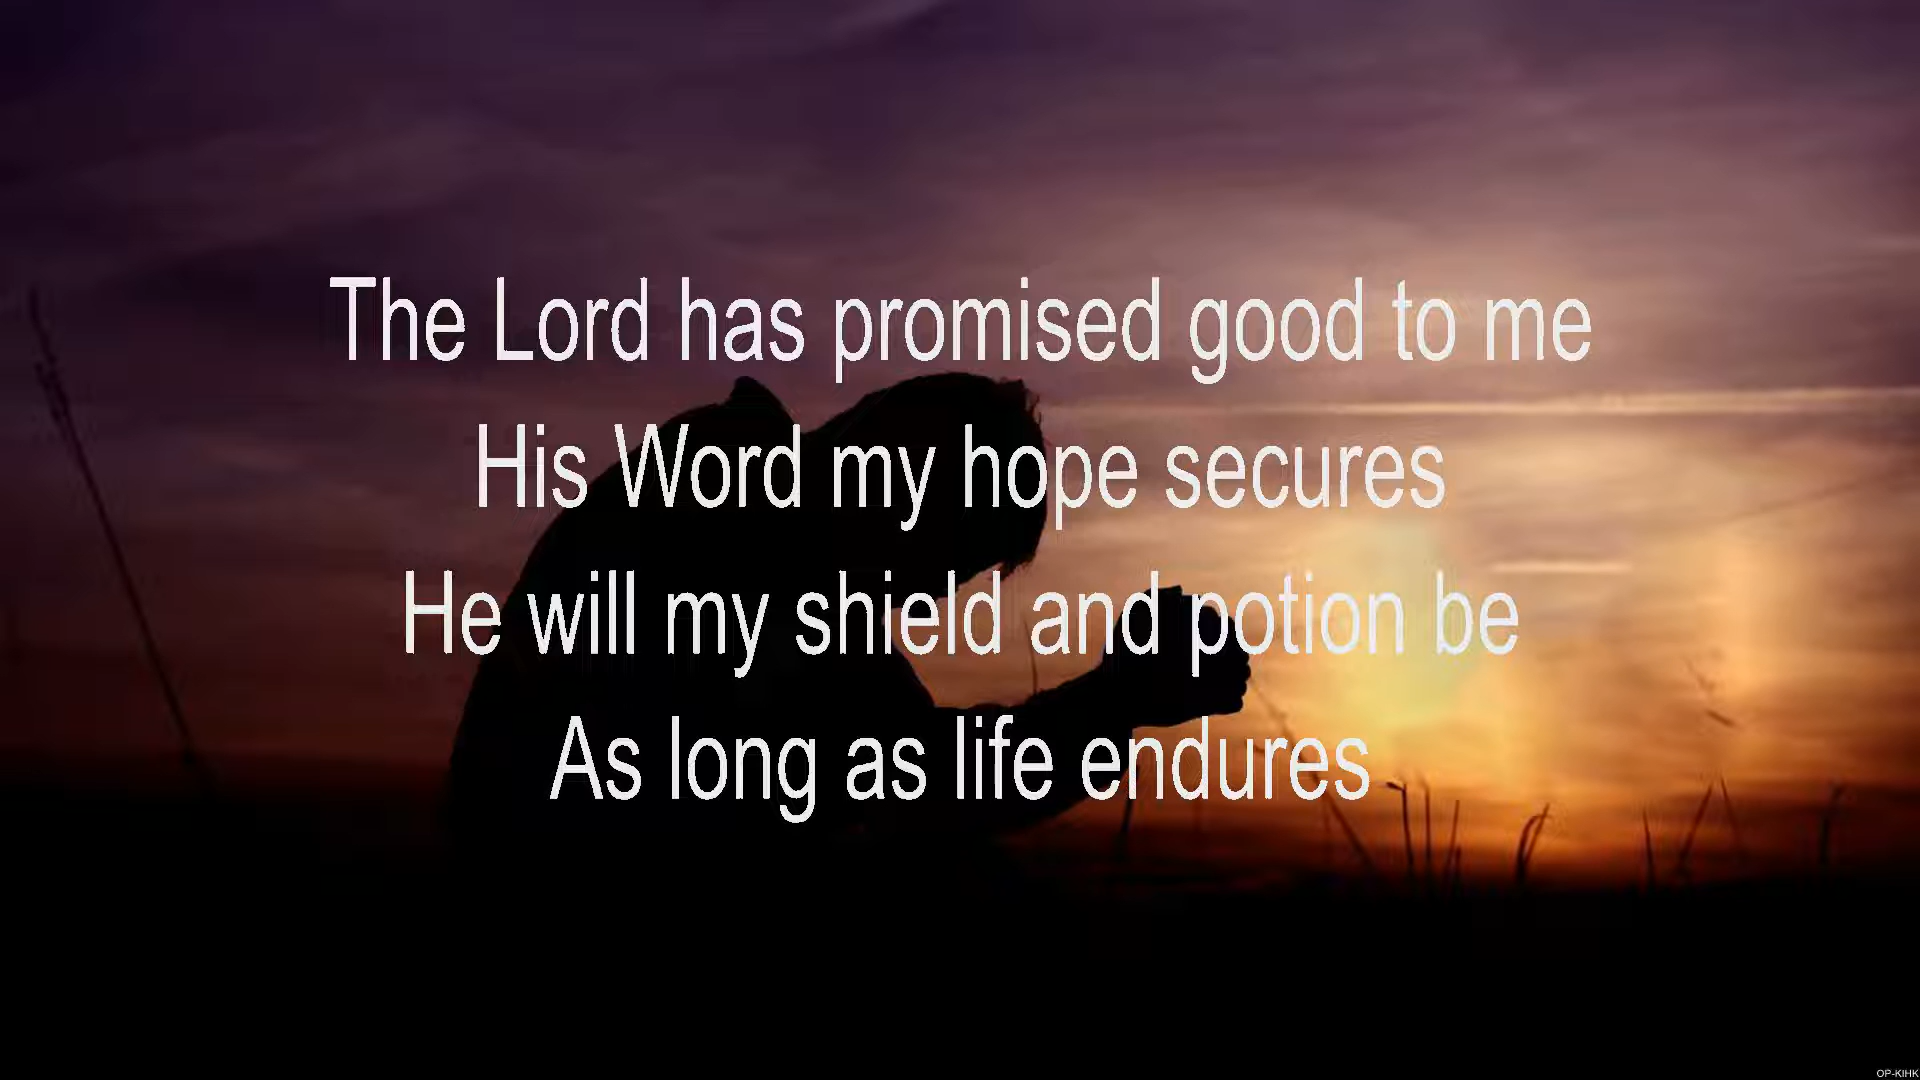 The Lord has promised good to me
His Word my hope secures
He will my shield and potion be
As long as life endures
OP-KIHK